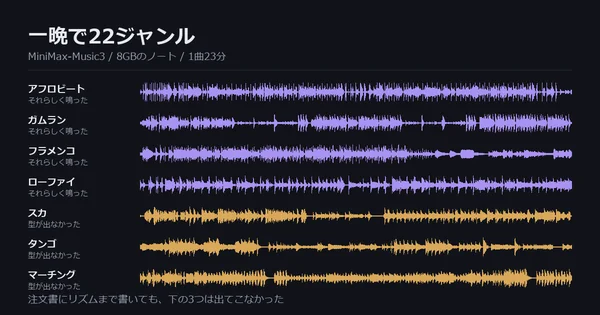 一晩で22ジャンル
MiniMax-Music3 / 8GBのノート / 1曲23分
アフロビート
それらしく鳴った
ガムラン
それらしく鳴った
フラメンコ
それらしく鳴った
ローファイ
それらしく鳴った
スカ
型が出なかった
タンゴ
型が出なかった
マーチング
型が出なかった
注文書にリズムまで書いても、下の3つは出てこなかった